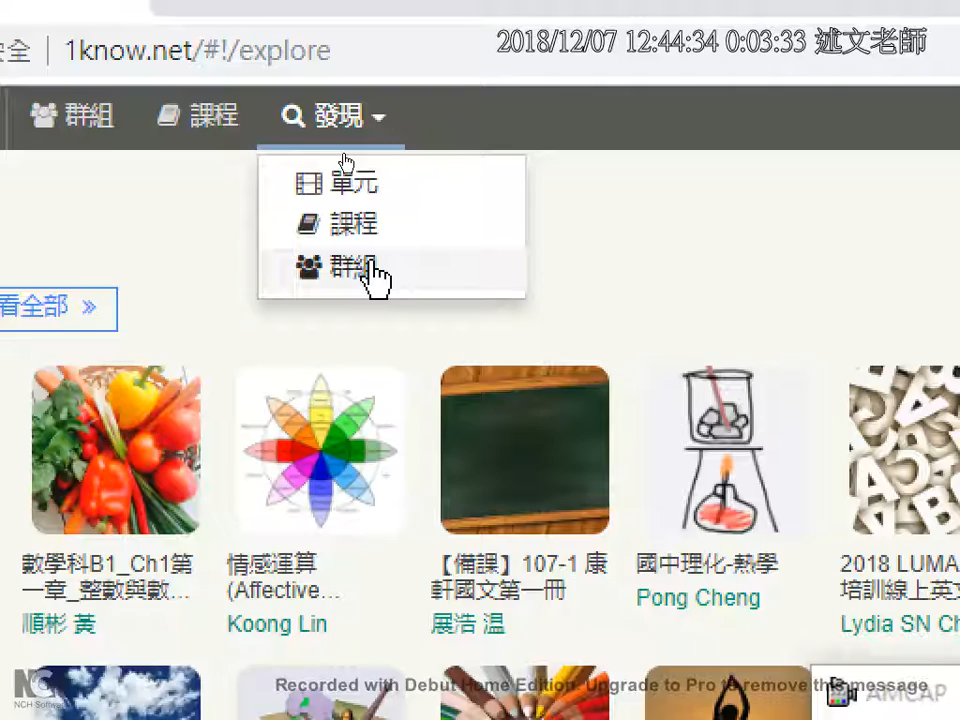 安全 | 1know.net/#!/explore
2018/12/07 12:44:34 0:03:33 述文老師
群組 課程 發現
單元
課程
群組
看全部 »
數學科B1_Ch1第
一章_整數與數...
順彬 黃
情感運算
(Affective...
Koong Lin
【備課】107-1 康
軒國文第一冊
展浩 温
國中理化-熱學
Pong Cheng
2018 LUMA
培訓線上英文
Lydia SN Ch
NCH Software
Recorded with Debut Home Edition. Upgrade to Pro to remove this message
AMCAP